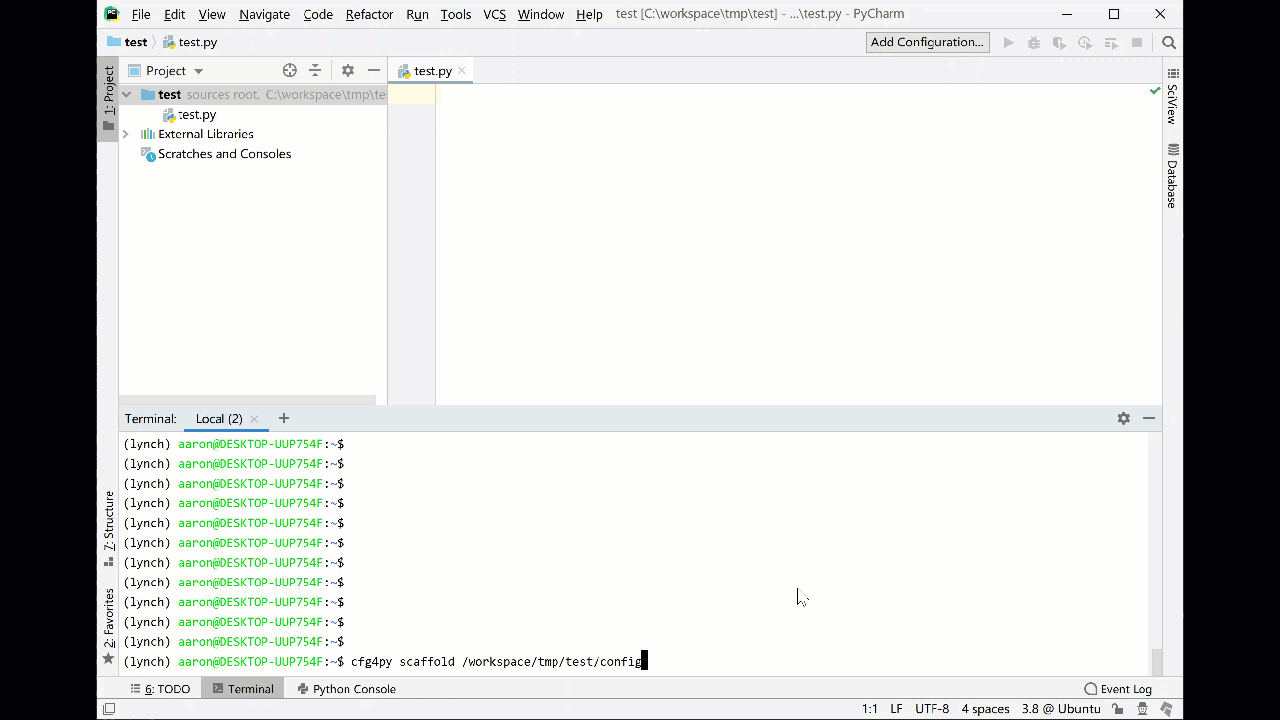 File Edit View Navigate Code Refactor Run Tools VCS Window Help test [C:\workspace\tmp\test] - ...\test.py - PyCharm
test test.py Add Configuration...
1: Project
Project
test.py
test sources root, C:\workspace\tmp\te
test.py
External Libraries
Scratches and Consoles
SciView
Database
Terminal: Local (2)
(lynch) aaron@DESKTOP-UUP754F:~$
(lynch) aaron@DESKTOP-UUP754F:~$
(lynch) aaron@DESKTOP-UUP754F:~$
(lynch) aaron@DESKTOP-UUP754F:~$
(lynch) aaron@DESKTOP-UUP754F:~$
(lynch) aaron@DESKTOP-UUP754F:~$
(lynch) aaron@DESKTOP-UUP754F:~$
(lynch) aaron@DESKTOP-UUP754F:~$
(lynch) aaron@DESKTOP-UUP754F:~$
(lynch) aaron@DESKTOP-UUP754F:~$
(lynch) aaron@DESKTOP-UUP754F:~$
(lynch) aaron@DESKTOP-UUP754F:~$ cfg4py scaffold /workspace/tmp/test/config
7: Structure
2: Favorites
6: TODO Terminal Python Console Event Log
1:1 LF UTF-8 4 spaces 3.8 @ Ubuntu